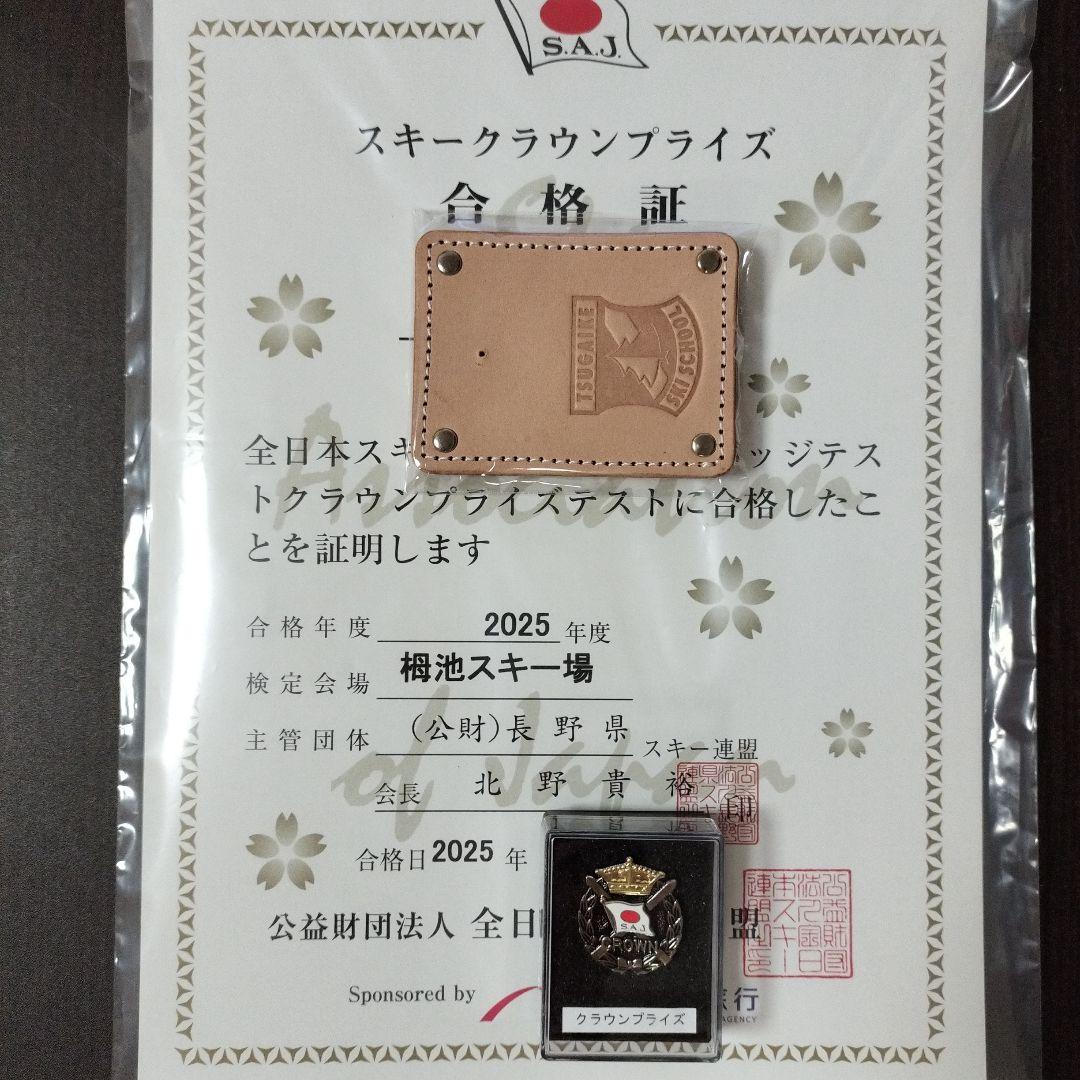 S.A.J.
スキークラウンプライズ
合格証
TSUGAIKE
SKI SCHOOL
全日本スキ ッジテス
トクラウンプライズテストに合格したこ
とを証明します
合格年度 2025 年度
検定会場 栂池スキー場
主管団体 (公財)長野県 スキー連盟
会長 北野貴裕 印
合格日 2025 年
公益財団法人 全日 盟
Sponsored by 行
AGENCY
S.A.J.
CROWN
クラウンプライズ